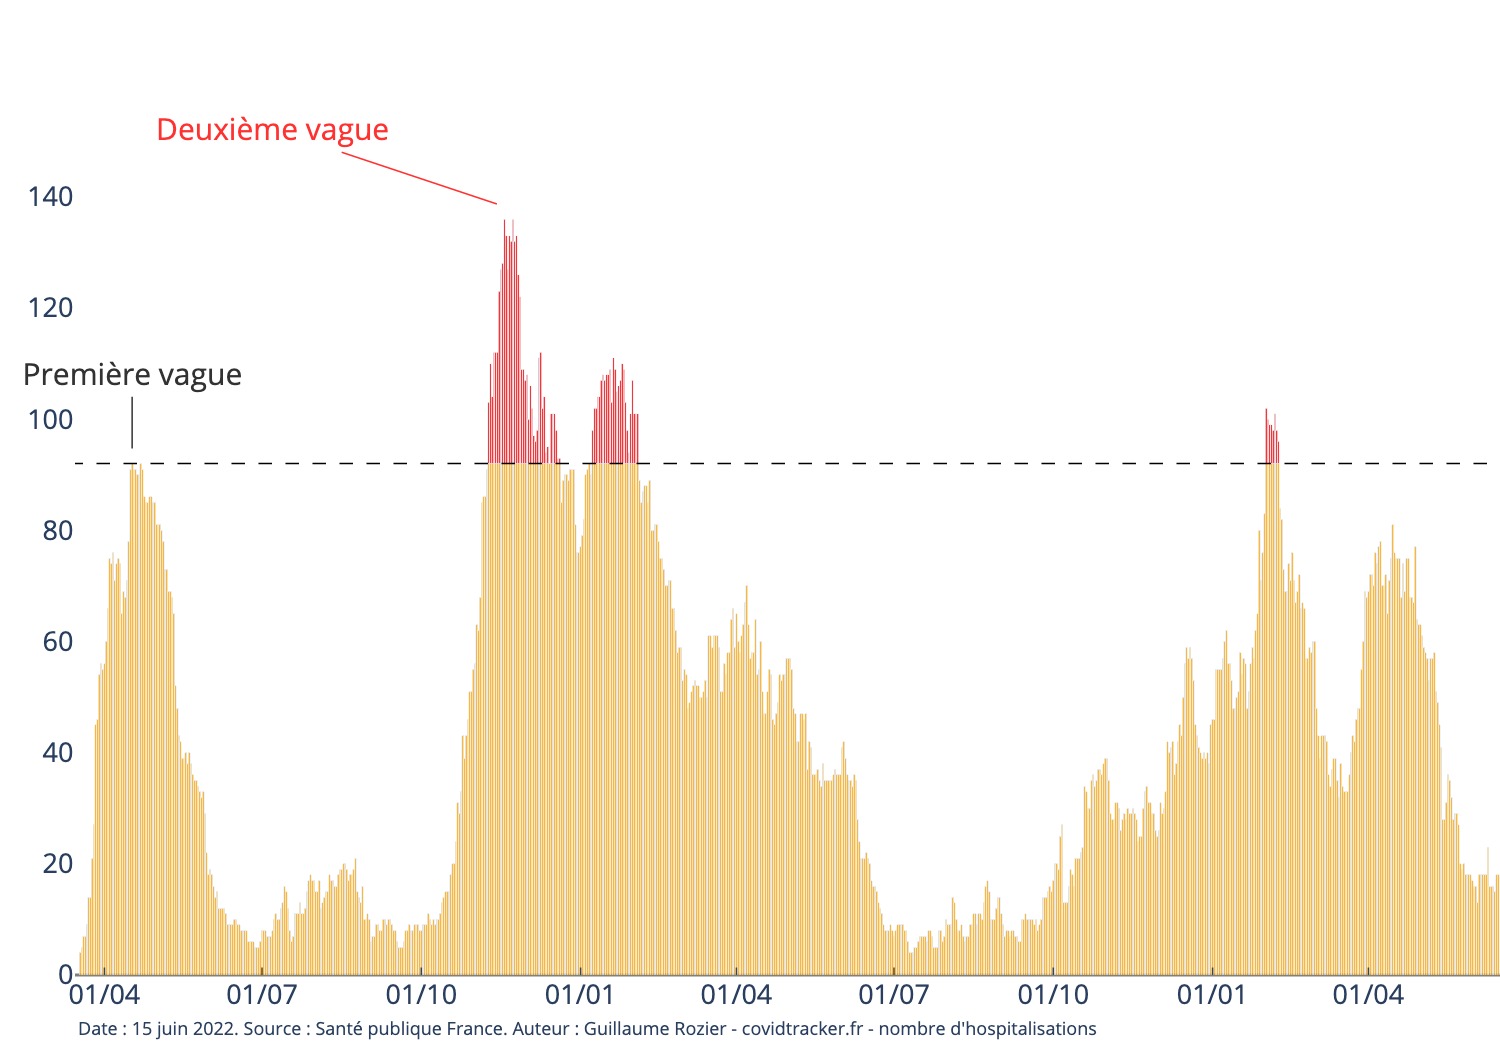 Deuxième vague
140
120
Première vague
100
80
60
40
20
0
01/04 01/07 01/10 01/01 01/04 01/07 01/10 01/01 01/04
Date : 15 juin 2022. Source : Santé publique France. Auteur : Guillaume Rozier - covidtracker.fr - nombre d'hospitalisations